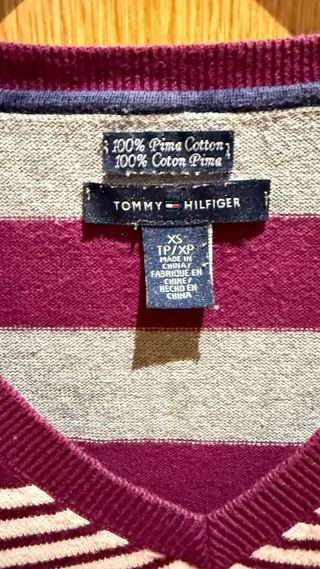 100% Pima Cotton
100% Coton Pima
TOMMY HILFIGER
XS
TP/XP
MADE IN
CHINA/
FABRIQUÉ EN
CHINE/
HECHO EN
CHINA